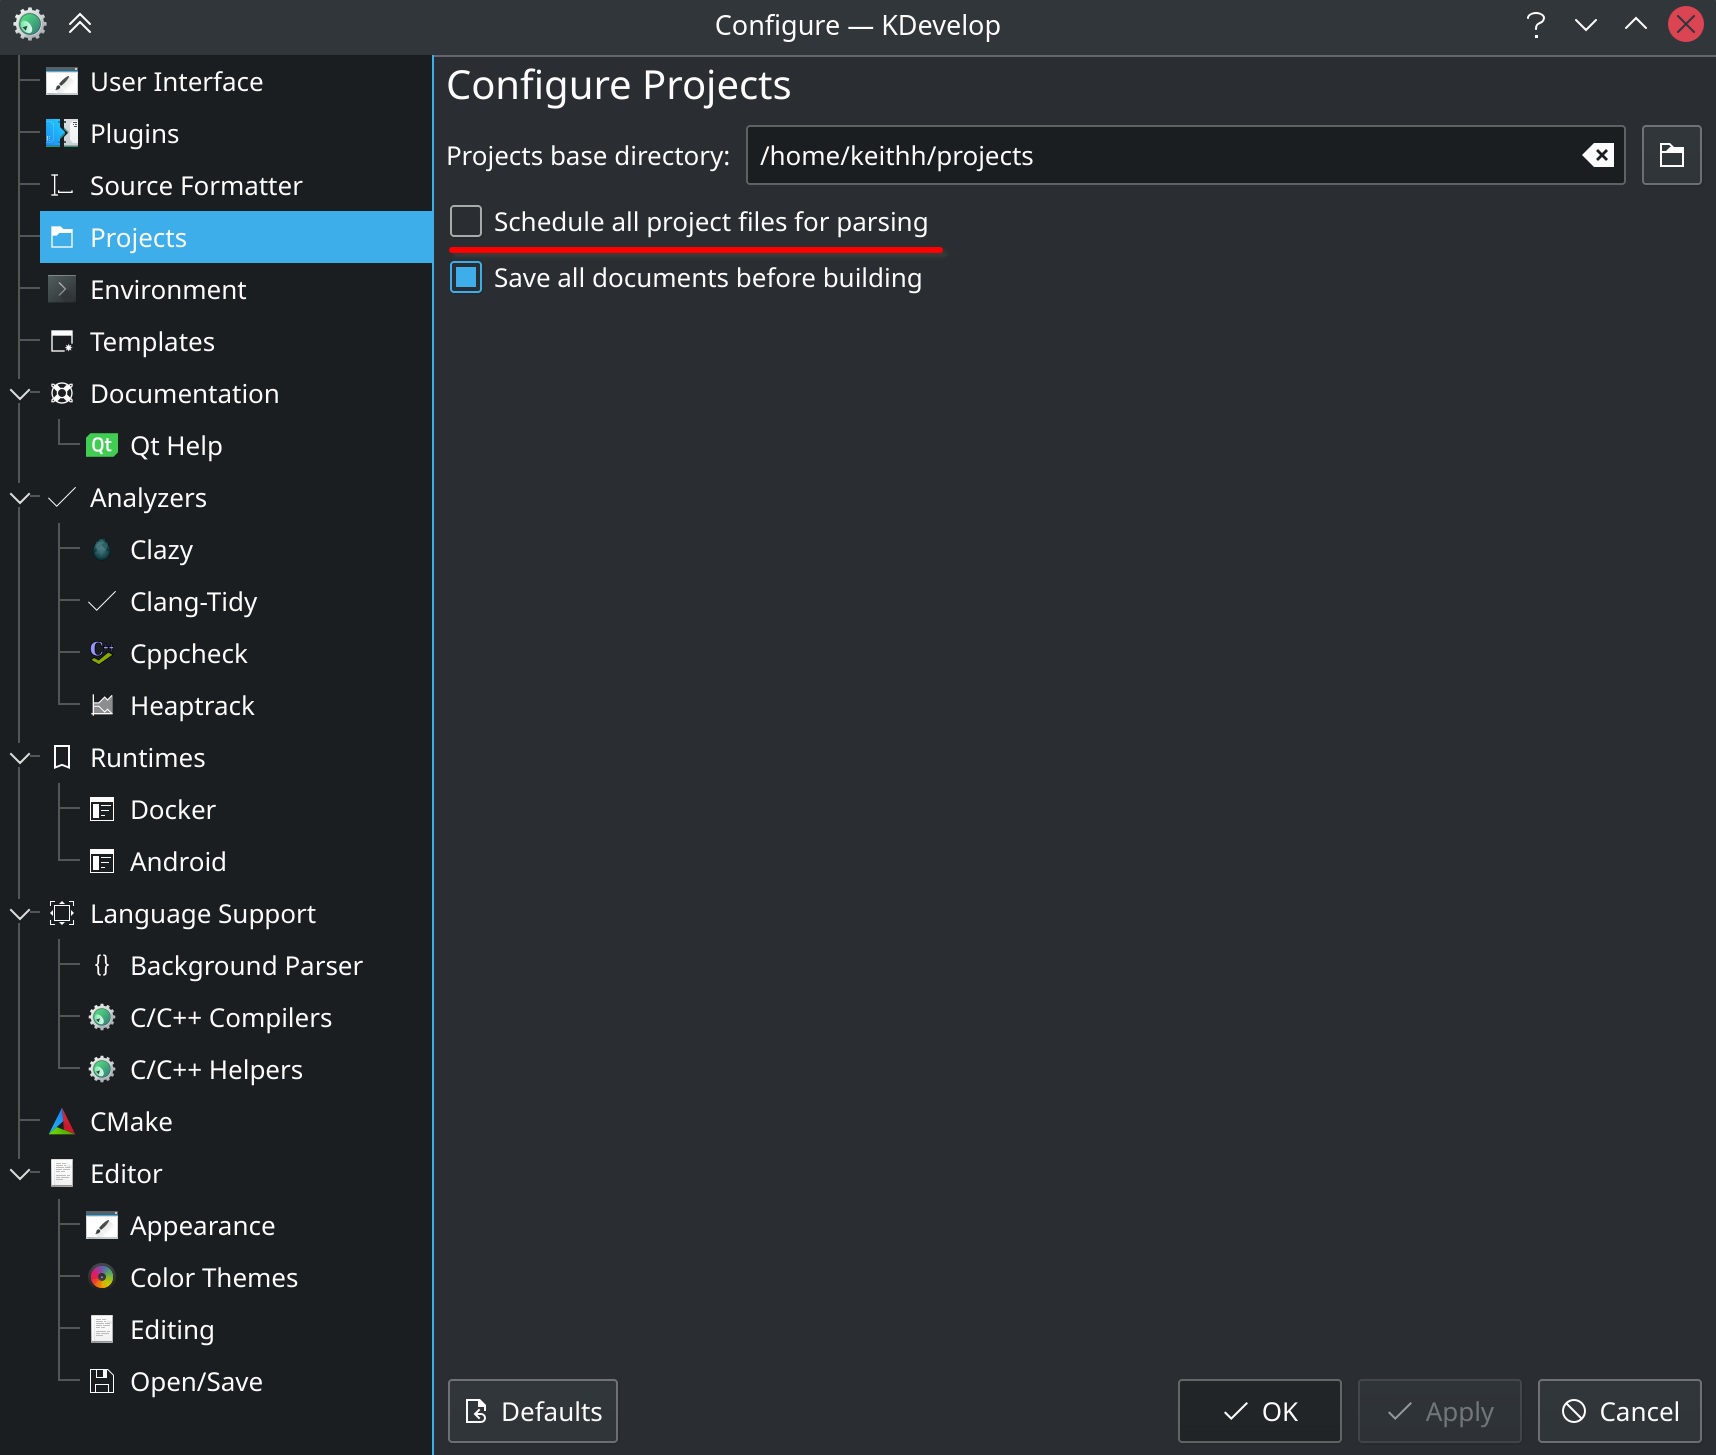 Configure — KDevelop
User Interface
Plugins
Source Formatter
Projects
Environment
Templates
Documentation
Qt Qt Help
Analyzers
Clazy
Clang-Tidy
C++ Cppcheck
Heaptrack
Runtimes
Docker
Android
Language Support
{} Background Parser
C/C++ Compilers
C/C++ Helpers
CMake
Editor
Appearance
Color Themes
Editing
Open/Save
Configure Projects
Projects base directory: /home/keithh/projects
Schedule all project files for parsing
Save all documents before building
Defaults
OK
Apply
Cancel